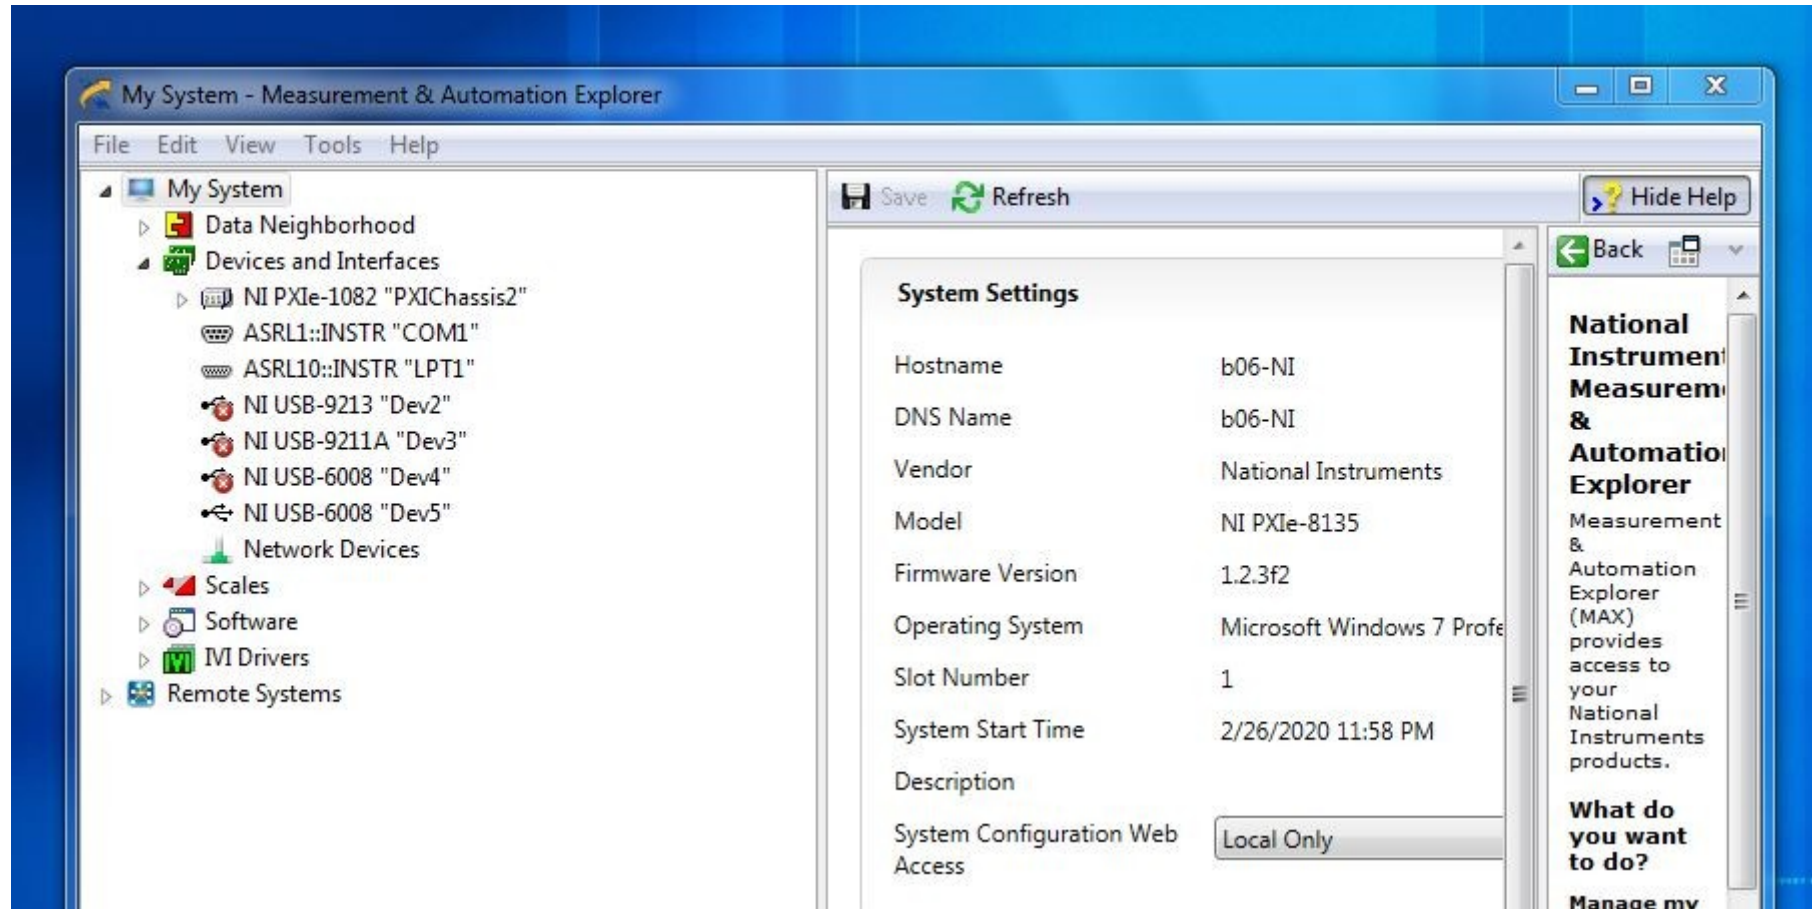 My System - Measurement & Automation Explorer
File Edit View Tools Help
My System
Data Neighborhood
Devices and Interfaces
NI PXIe-1082 "PXIChassis2"
ASRL1::INSTR "COM1"
ASRL10::INSTR "LPT1"
NI USB-9213 "Dev2"
NI USB-9211A "Dev3"
NI USB-6008 "Dev4"
NI USB-6008 "Dev5"
Network Devices
Scales
Software
IVI Drivers
Remote Systems
Save Refresh
System Settings
Hostname b06-NI
DNS Name b06-NI
Vendor National Instruments
Model NI PXIe-8135
Firmware Version 1.2.3f2
Operating System Microsoft Windows 7 Profe
Slot Number 1
System Start Time 2/26/2020 11:58 PM
Description
System Configuration Web Local Only
Access
Hide Help
Back
National
Instrument
Measurem
&
Automatio
Explorer
Measurement
&
Automation
Explorer
(MAX)
provides
access to
your
National
Instruments
products.
What do
you want
to do?
Manage my